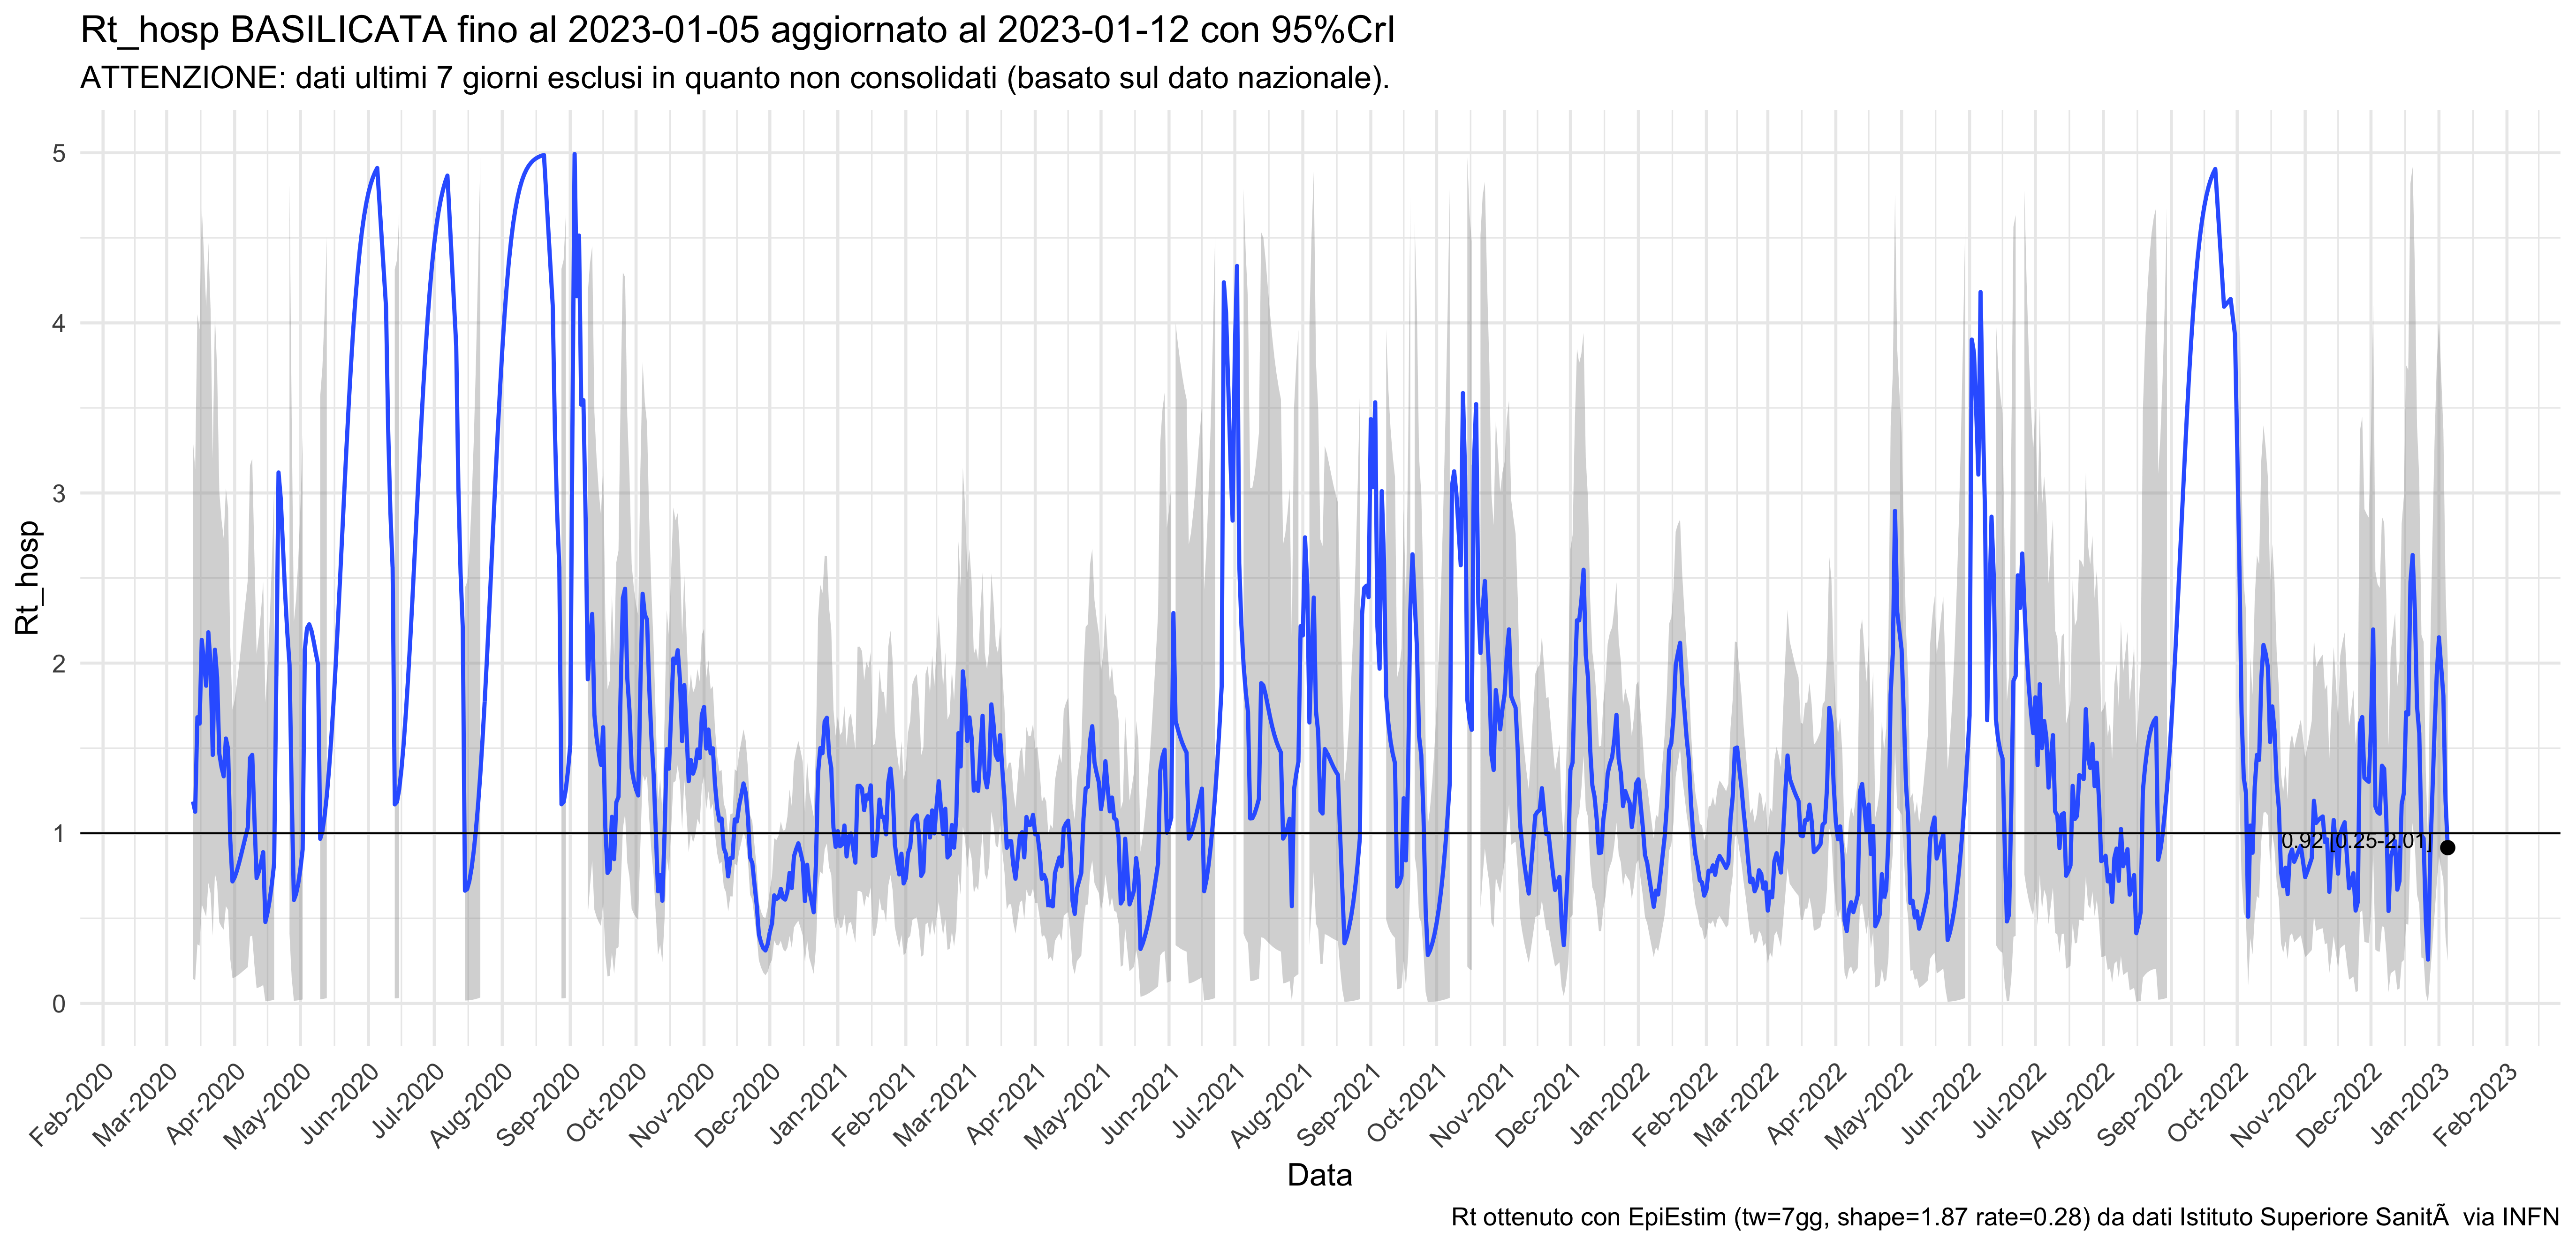 Rt_hosp BASILICATA fino al 2023-01-05 aggiornato al 2023-01-12 con 95%CrI
ATTENZIONE: dati ultimi 7 giorni esclusi in quanto non consolidati (basato sul dato nazionale).
5
4
3
2
1
0
Rt_hosp
0.92 [0.25-2.01]
Feb-2020
Mar-2020
Apr-2020
May-2020
Jun-2020
Jul-2020
Aug-2020
Sep-2020
Oct-2020
Nov-2020
Dec-2020
Jan-2021
Feb-2021
Mar-2021
Apr-2021
May-2021
Jun-2021
Jul-2021
Aug-2021
Sep-2021
Oct-2021
Nov-2021
Dec-2021
Jan-2022
Feb-2022
Mar-2022
Apr-2022
May-2022
Jun-2022
Jul-2022
Aug-2022
Sep-2022
Oct-2022
Nov-2022
Dec-2022
Jan-2023
Feb-2023
Data
Rt ottenuto con EpiEstim (tw=7gg, shape=1.87 rate=0.28) da dati Istituto Superiore SanitÃ  via INFN